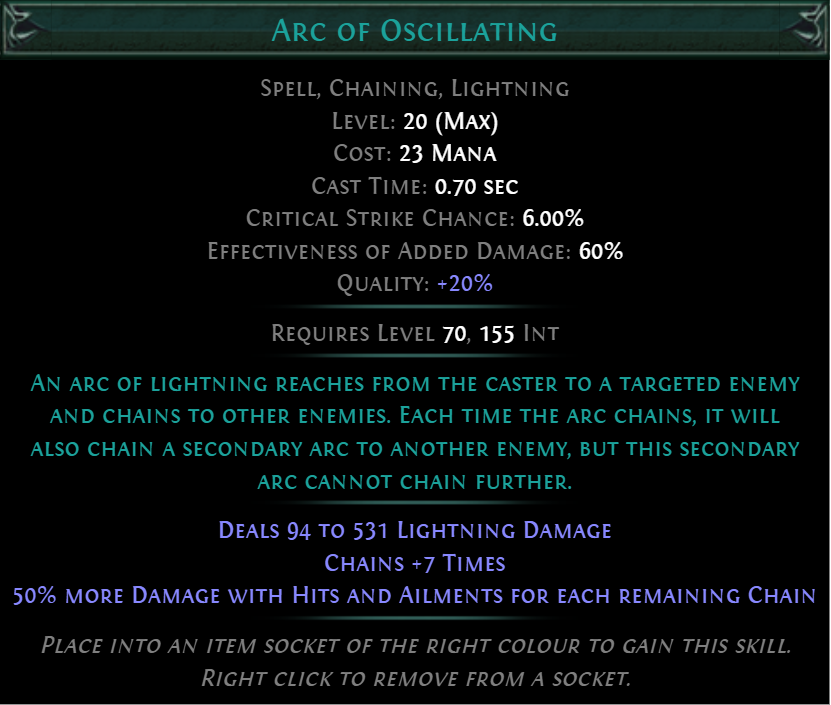 Arc of Oscillating
Spell, Chaining, Lightning
Level: 20 (Max)
Cost: 23 Mana
Cast Time: 0.70 sec
Critical Strike Chance: 6.00%
Effectiveness of Added Damage: 60%
Quality: +20%
Requires Level 70, 155 Int
An arc of lightning reaches from the caster to a targeted enemy
and chains to other enemies. Each time the arc chains, it will
also chain a secondary arc to another enemy, but this secondary
arc cannot chain further.
Deals 94 to 531 Lightning Damage
Chains +7 Times
50% more Damage with Hits and Ailments for each remaining Chain
Place into an item socket of the right colour to gain this skill.
Right click to remove from a socket.